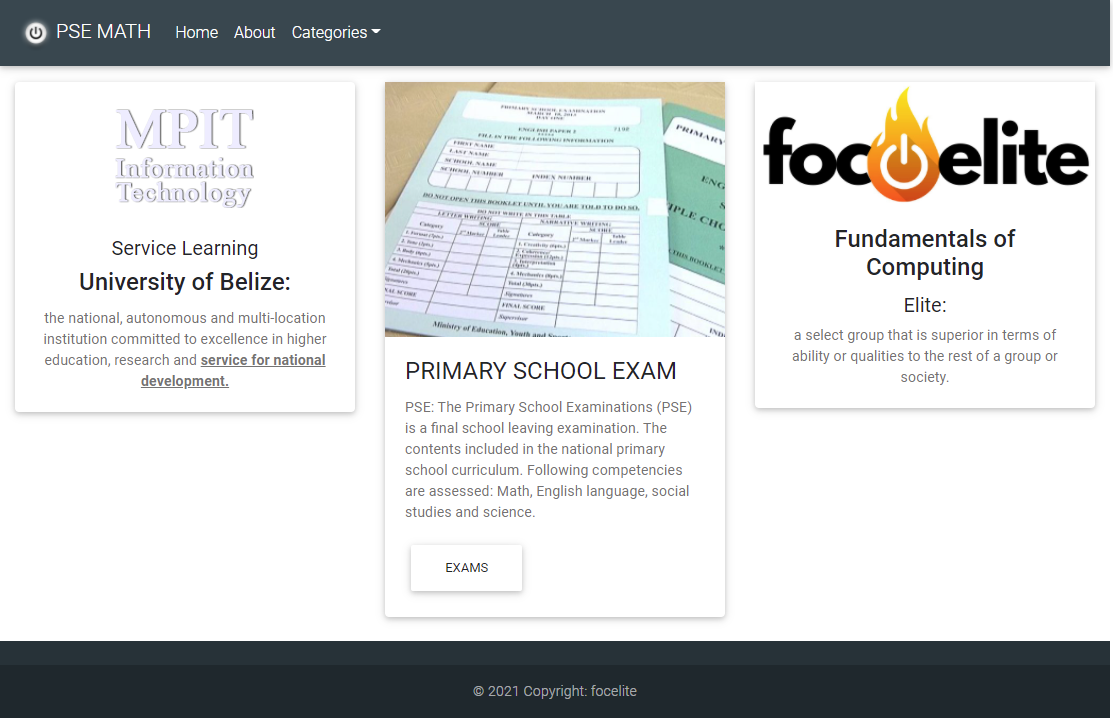 PSE MATH Home About Categories
MPIT
Information
Technology
Service Learning
University of Belize:
the national, autonomous and multi-location
institution committed to excellence in higher
education, research and service for national
development.
PRIMARY SCHOOL EXAMINATION
ENGLISH PAPER 2
FILL IN THE FOLLOWING INFORMATION
FIRST NAME
LAST NAME
SCHOOL NAME
SCHOOL NUMBER INDEX NUMBER
DO NOT OPEN THIS BOOKLET UNTIL YOU ARE TOLD TO DO SO.
DO NOT WRITE IN THIS TABLE
LETTER WRITING NARRATIVE WRITING
SCORE SCORE
Category Category
FINAL SCORE
Supervisor
PRIMARY
ENG
IPLE CHO
Ministry of Education, Youth and
PRIMARY SCHOOL EXAM
PSE: The Primary School Examinations (PSE)
is a final school leaving examination. The
contents included in the national primary
school curriculum. Following competencies
are assessed: Math, English language, social
studies and science.
EXAMS
focelite
Fundamentals of
Computing
Elite:
a select group that is superior in terms of
ability or qualities to the rest of a group or
society.
© 2021 Copyright: focelite